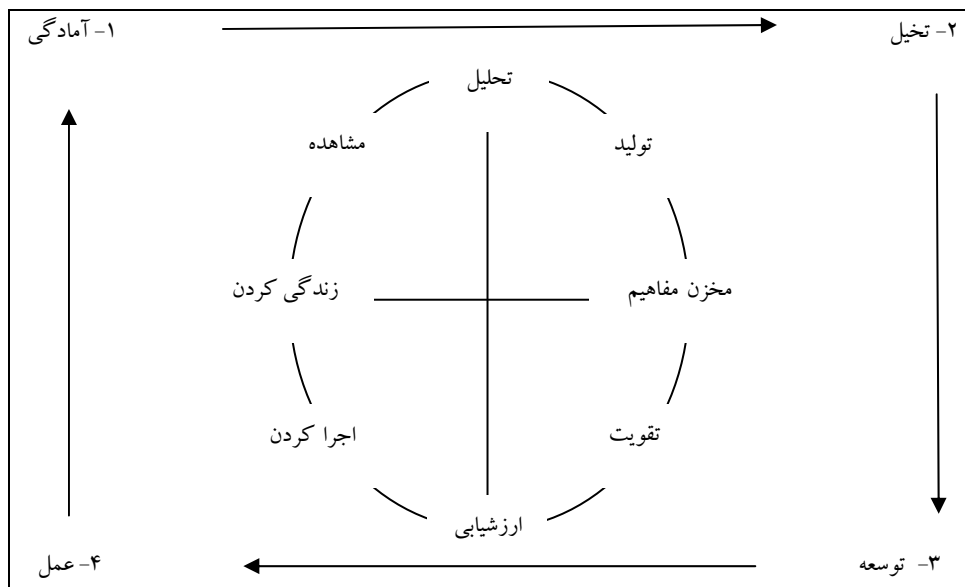 ۱- آمادگی
۲- تخیل
تحلیل
مشاهده
تولید
زندگی کردن
مخزن مفاهیم
اجرا کردن
تقویت
ارزشیابی
۴- عمل
۳- توسعه